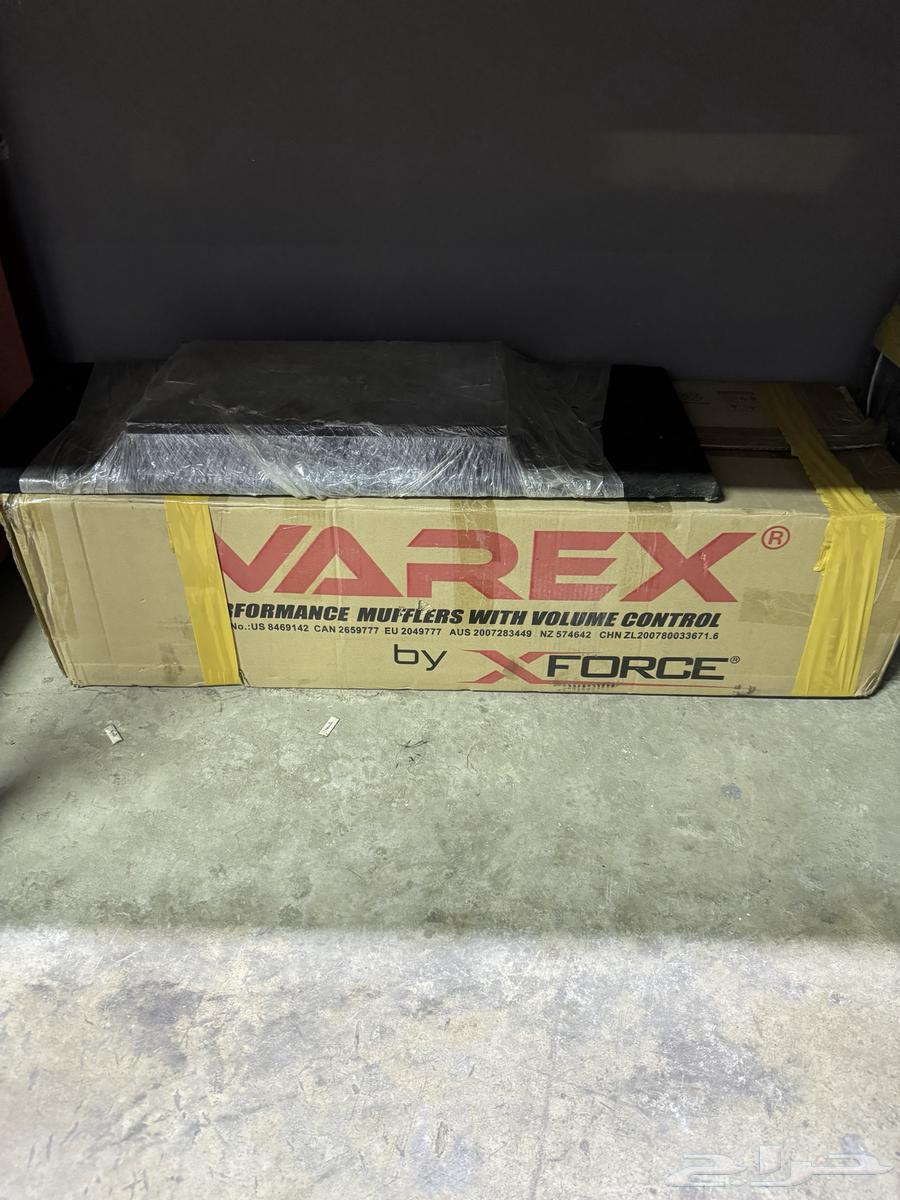 VAREX®
RFORMANCE MUFFLERS WITH VOLUME CONTROL
No.:US 8469142 CAN 2659777 EU 2049777 AUS 2007283449 NZ 574642 CHN ZL200780033671.6
by XFORCE®
حراج